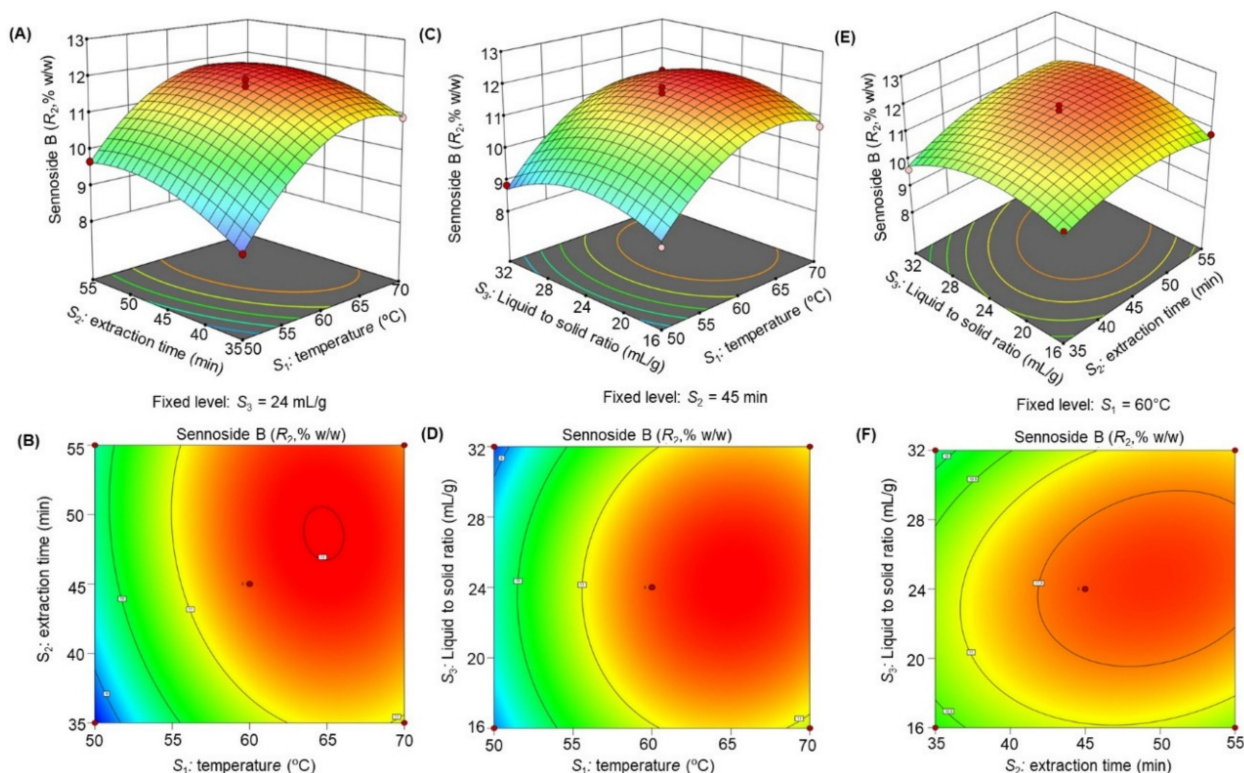 (A)
13
12
11
10
9
8
Sennoside B (R₂,% w/w)
55
50
45
40
35
S₂: extraction time (min)
50
55
60
65
70
S₁: temperature (°C)
Fixed level: S₃ = 24 mL/g
(C)
13
12
11
10
9
8
Sennoside B (R₂,% w/w)
32
28
24
20
16
S₃: Liquid to solid ratio (mL/g)
50
55
60
65
70
S₁: temperature (°C)
Fixed level: S₂ = 45 min
(E)
13
12
11
10
9
8
Sennoside B (R₂,% w/w)
32
28
24
20
16
S₃: Liquid to solid ratio (mL/g)
35
40
45
50
55
S₂: extraction time (min)
Fixed level: S₁ = 60°C
(B)
Sennoside B (R₂,% w/w)
55
50
45
40
35
S₂: extraction time (min)
50 55 60 65 70
S₁: temperature (°C)
(D)
Sennoside B (R₂,% w/w)
32
28
24
20
16
S₃: Liquid to solid ratio (mL/g)
50 55 60 65 70
S₁: temperature (°C)
(F)
Sennoside B (R₂,% w/w)
32
28
24
20
16
S₃: Liquid to solid ratio (mL/g)
35 40 45 50 55
S₂: extraction time (min)